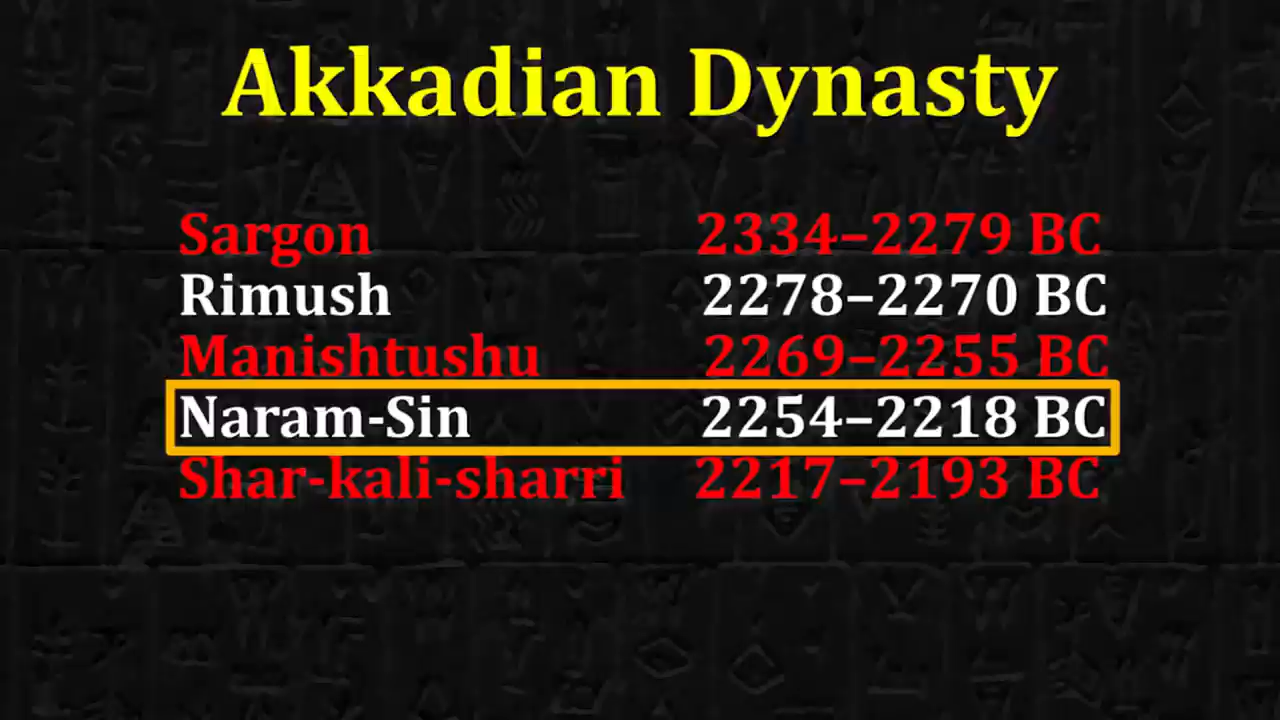 Akkadian Dynasty
Sargon 2334–2279 BC
Rimush 2278–2270 BC
Manishtushu 2269–2255 BC
Naram-Sin 2254–2218 BC
Shar-kali-sharri 2217–2193 BC